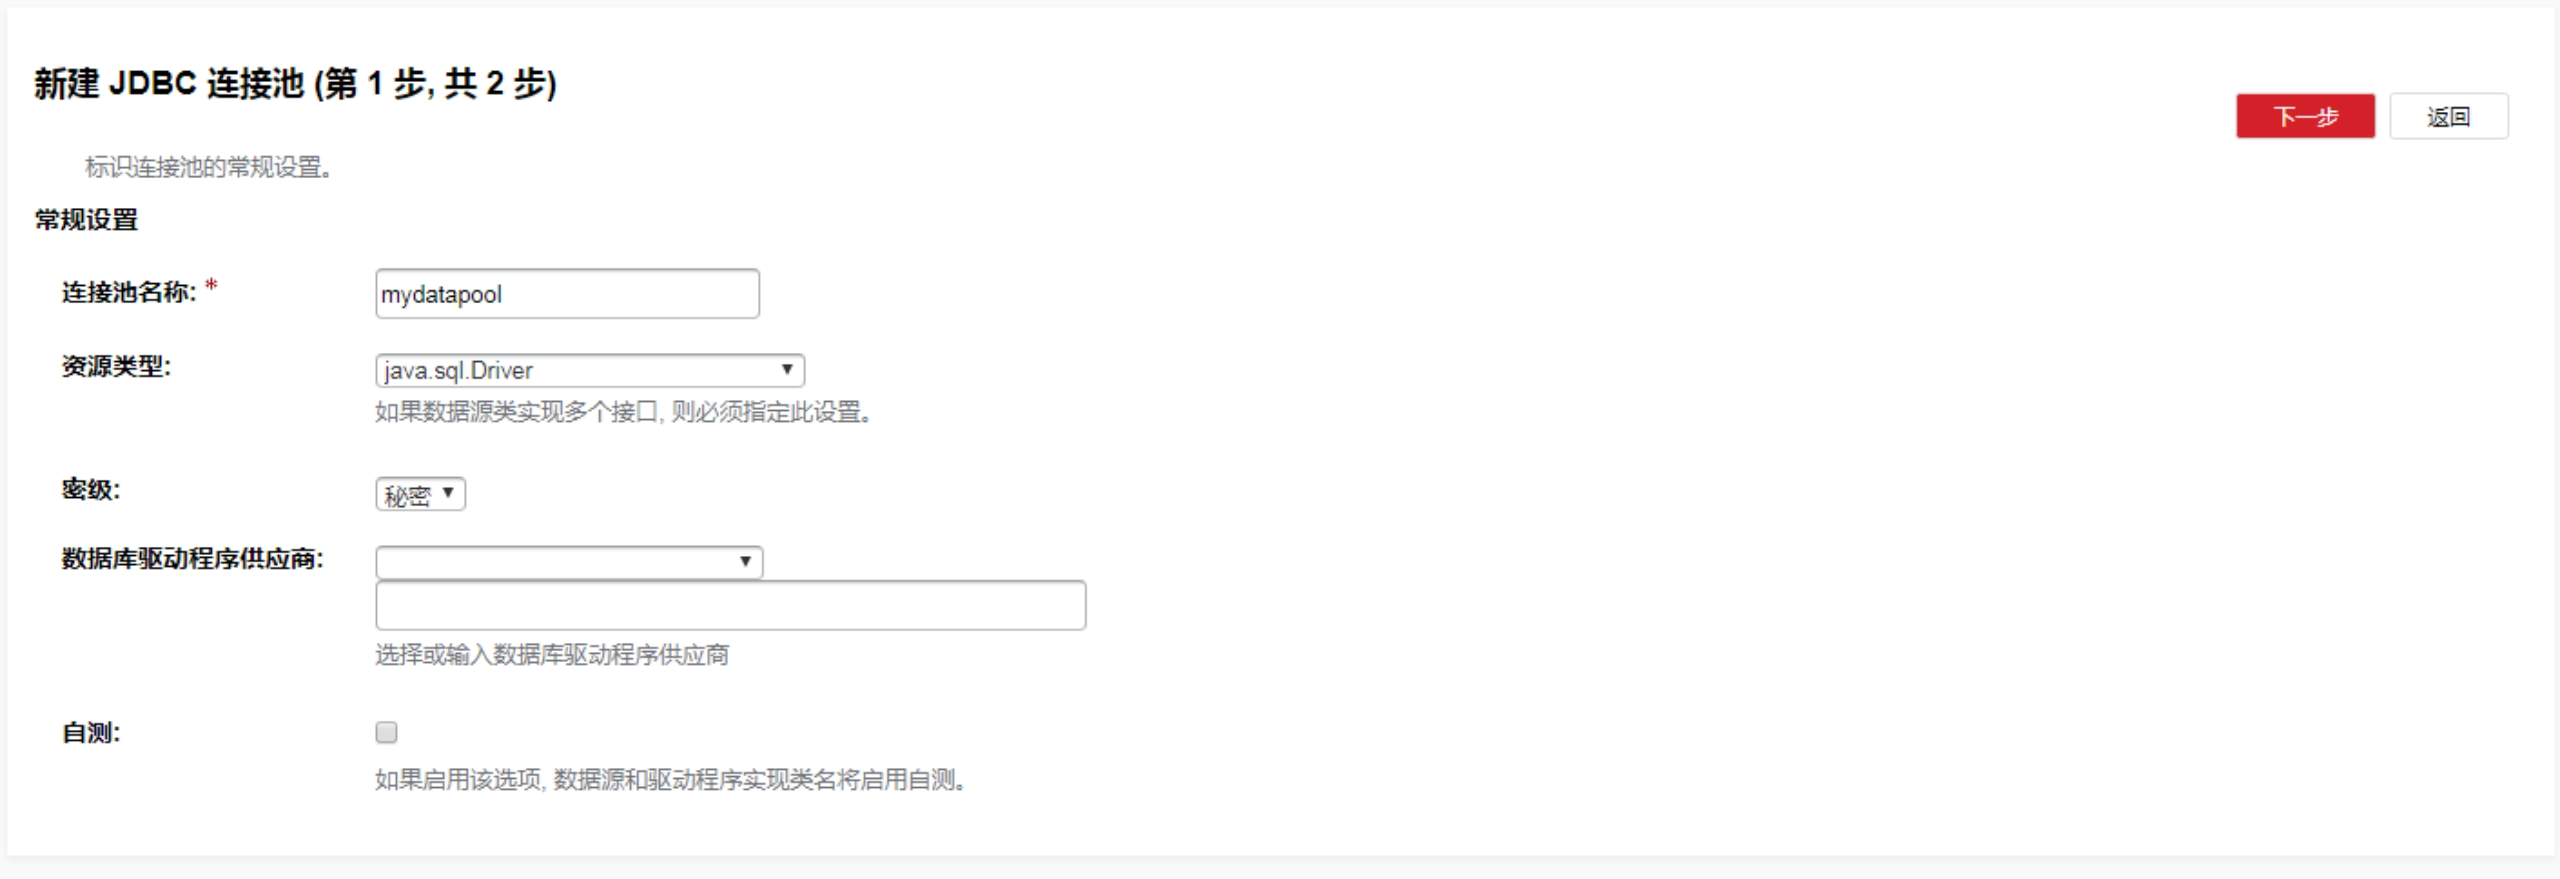 新建 JDBC 连接池 (第 1 步, 共 2 步)
下一步
返回
标识连接池的常规设置。
常规设置
连接池名称: *
mydatapool
资源类型:
java.sql.Driver
如果数据源类实现多个接口, 则必须指定此设置。
密级:
秘密
数据库驱动程序供应商:
选择或输入数据库驱动程序供应商
自测:
如果启用该选项, 数据源和驱动程序实现类名将启用自测。